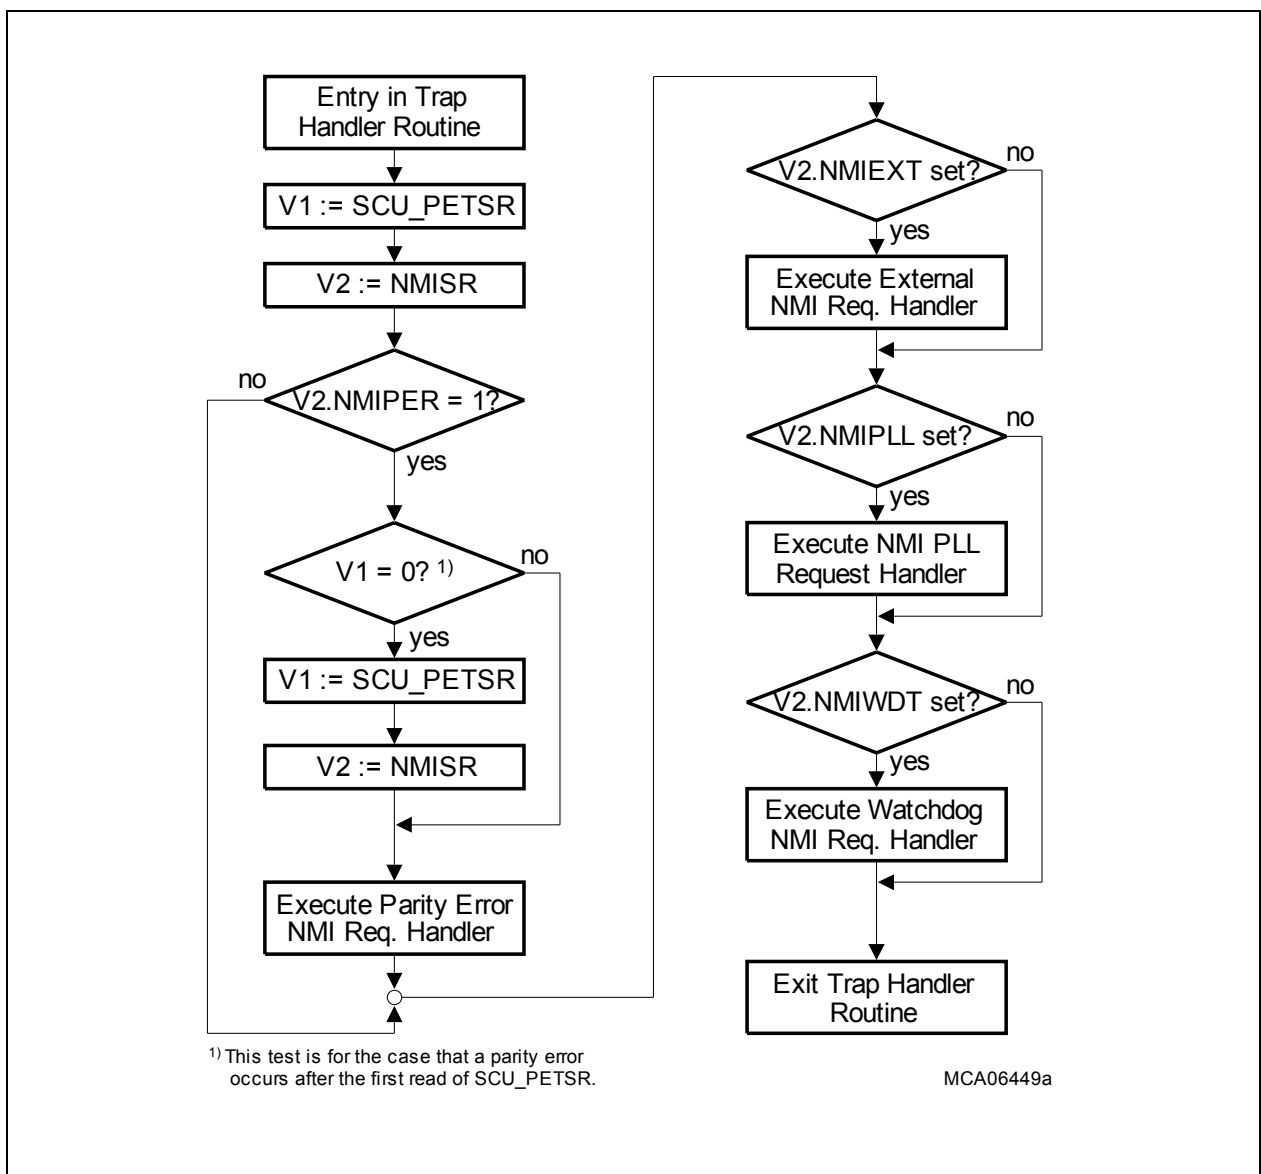 Entry in Trap
Handler Routine
V1 := SCU_PETSR
V2 := NMISR
no
V2.NMIPER = 1?
yes
no
V1 = 0? 1)
yes
V1 := SCU_PETSR
V2 := NMISR
Execute Parity Error
NMI Req. Handler
1) This test is for the case that a parity error
occurs after the first read of SCU_PETSR.
no
V2.NMIEXT set?
yes
Execute External
NMI Req. Handler
no
V2.NMIPLL set?
yes
Execute NMI PLL
Request Handler
no
V2.NMIWDT set?
yes
Execute Watchdog
NMI Req. Handler
Exit Trap Handler
Routine
MCA06449a